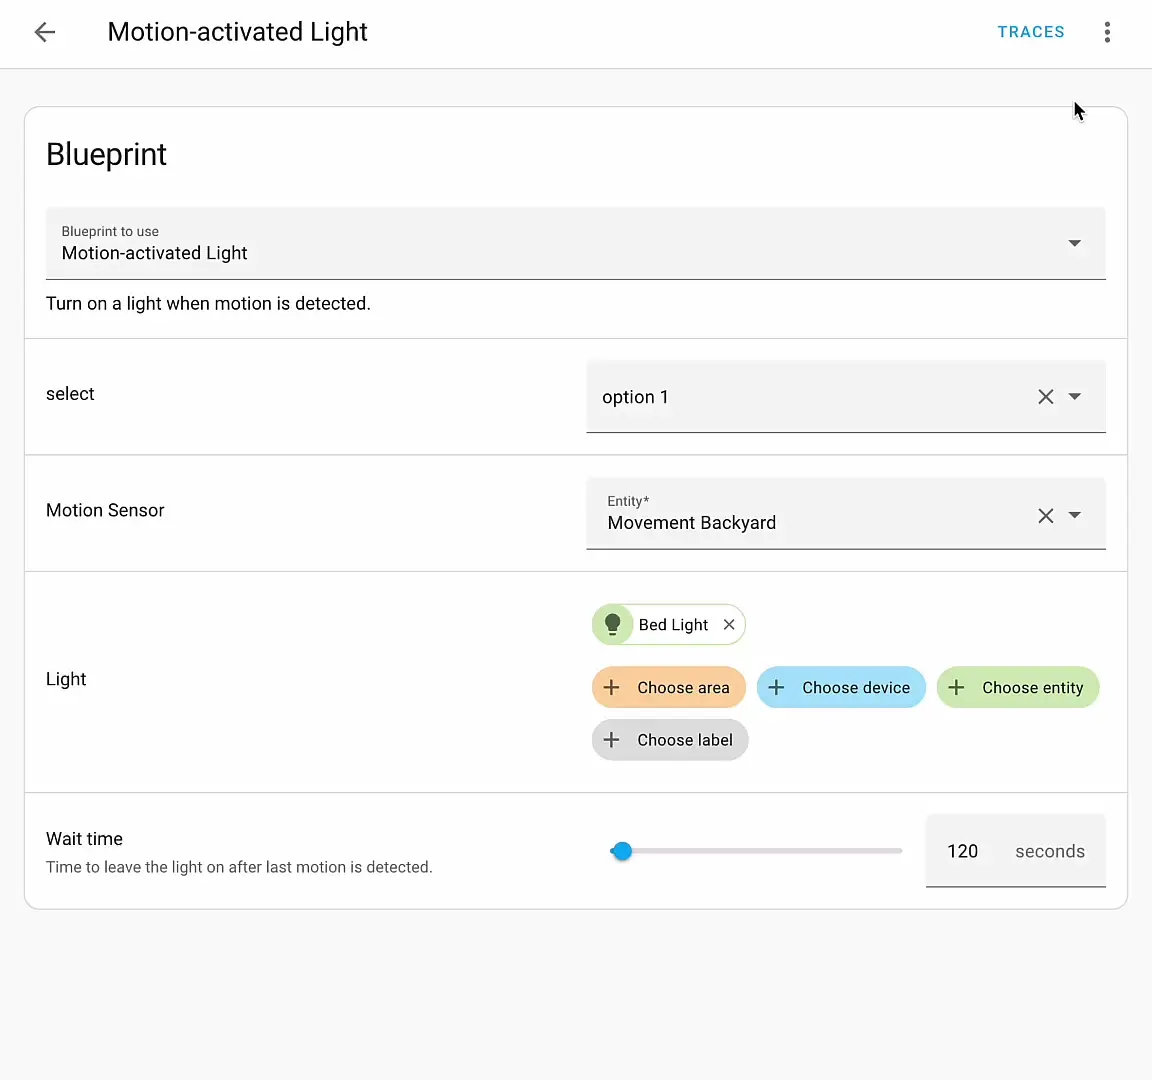 Motion-activated Light
TRACES
Blueprint
Blueprint to use
Motion-activated Light
Turn on a light when motion is detected.
select
option 1
Motion Sensor
Entity*
Movement Backyard
Light
Bed Light
Choose area
Choose device
Choose entity
Choose label
Wait time
Time to leave the light on after last motion is detected.
120 seconds